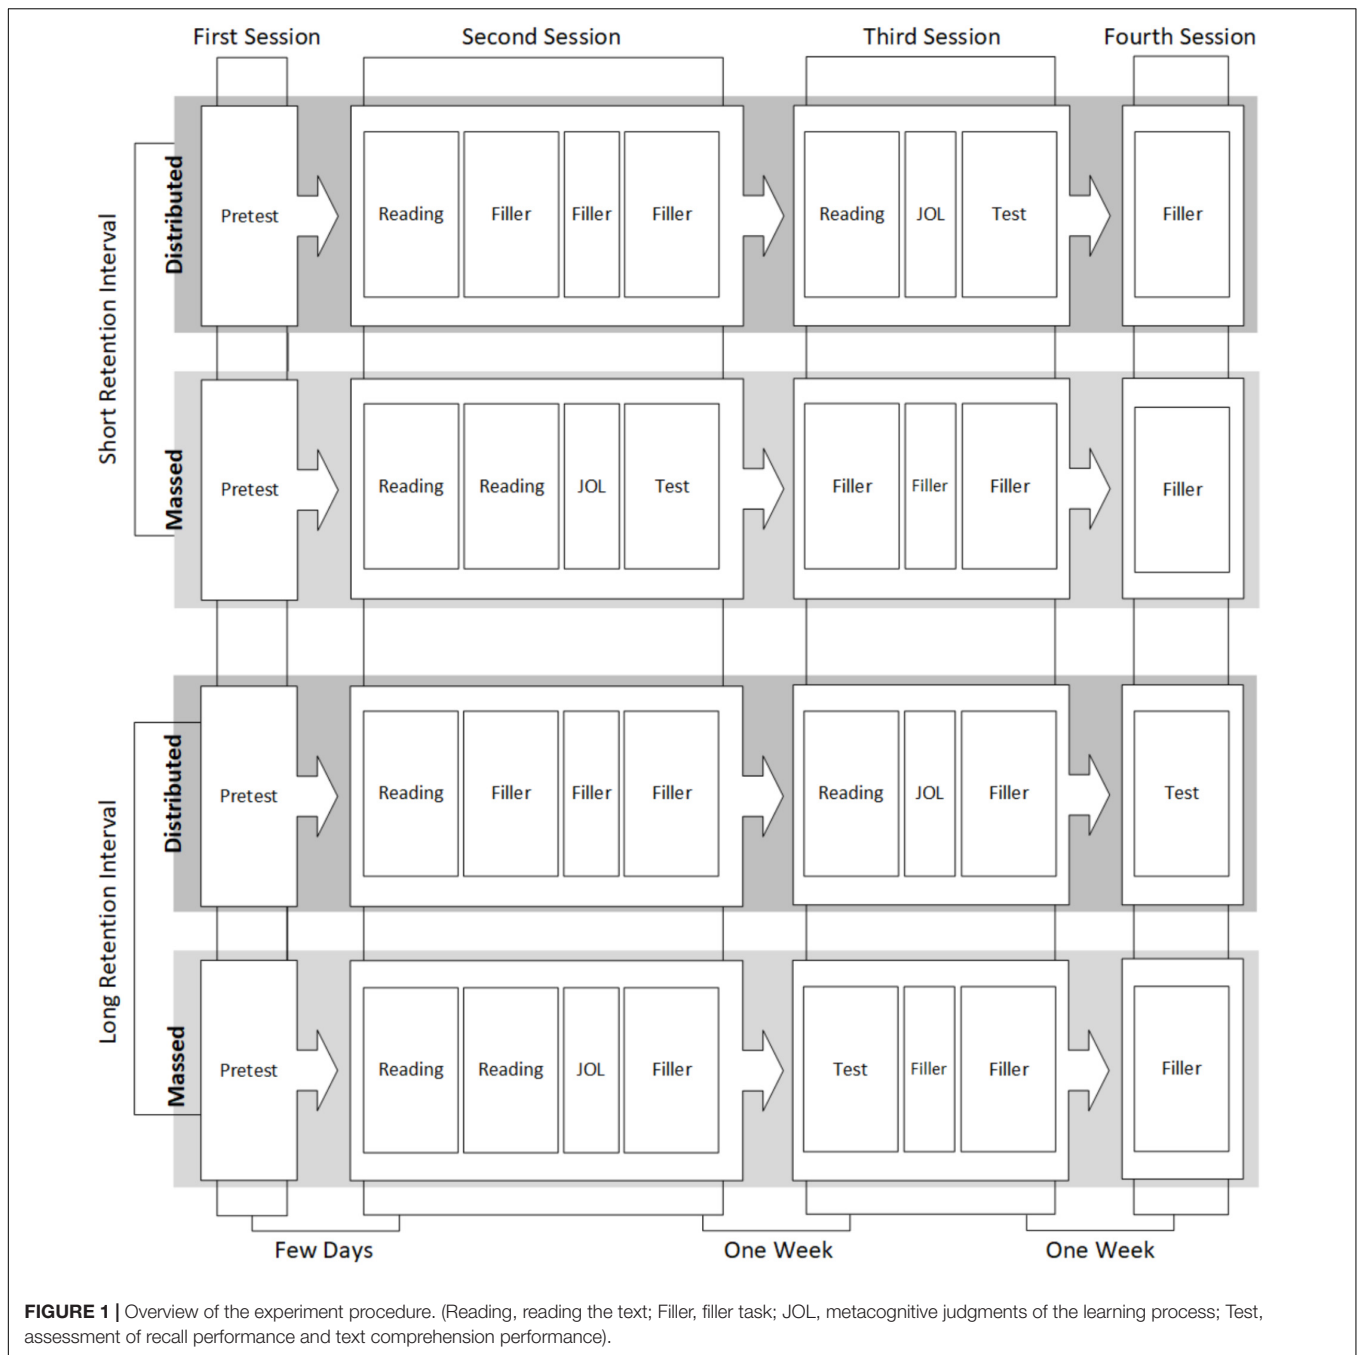 First Session Second Session Third Session Fourth Session
Short Retention Interval
Distributed
Pretest Reading Filler Filler Filler Reading JOL Test Filler
Massed
Pretest Reading Reading JOL Test Filler Filler Filler Filler
Long Retention Interval
Distributed
Pretest Reading Filler Filler Filler Reading JOL Filler Test
Massed
Pretest Reading Reading JOL Filler Test Filler Filler Filler
Few Days One Week One Week
FIGURE 1 | Overview of the experiment procedure. (Reading, reading the text; Filler, filler task; JOL, metacognitive judgments of the learning process; Test,
assessment of recall performance and text comprehension performance).